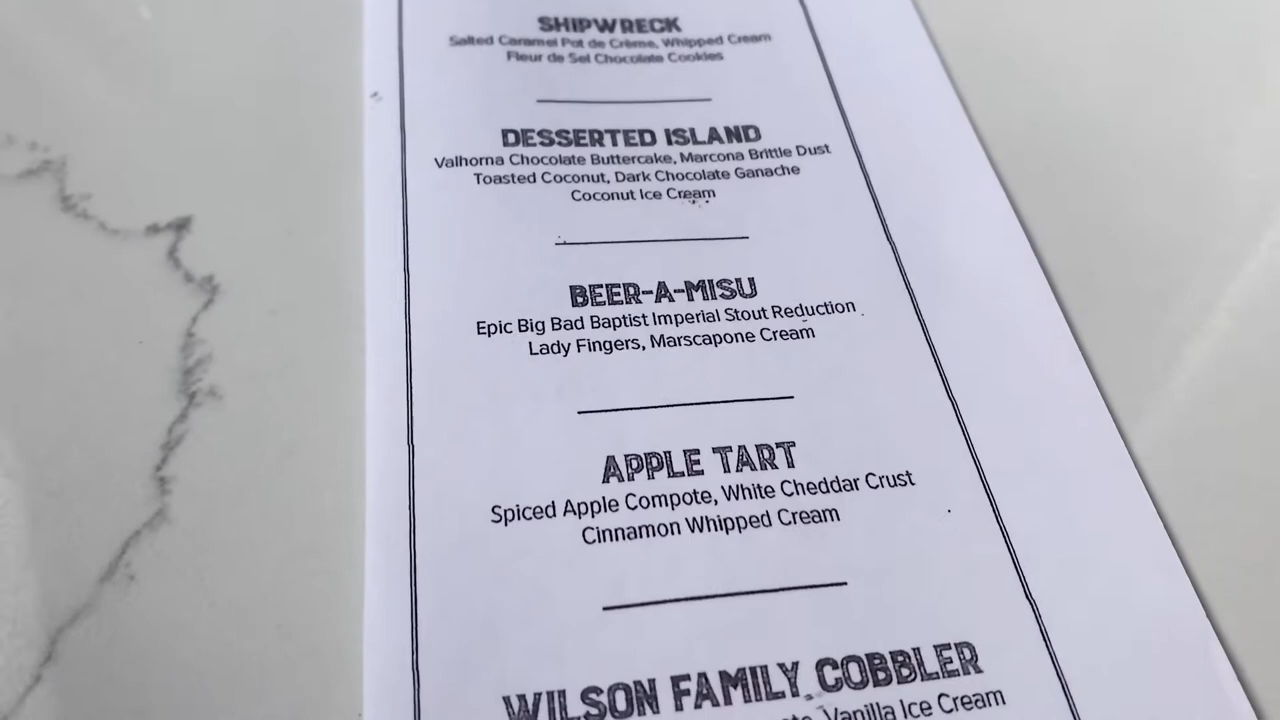 SHIPWRECK
Salted Caramel Pot de Crème, Whipped Cream
Fleur de Sel Chocolate Cookies
DESSERTED ISLAND
Valhorna Chocolate Buttercake, Marcona Brittle Dust
Toasted Coconut, Dark Chocolate Ganache
Coconut Ice Cream
BEER-A-MISU
Epic Big Bad Baptist Imperial Stout Reduction
Lady Fingers, Marscapone Cream
APPLE TART
Spiced Apple Compote, White Cheddar Crust
Cinnamon Whipped Cream
WILSON FAMILY COBBLER
Vanilla Ice Cream